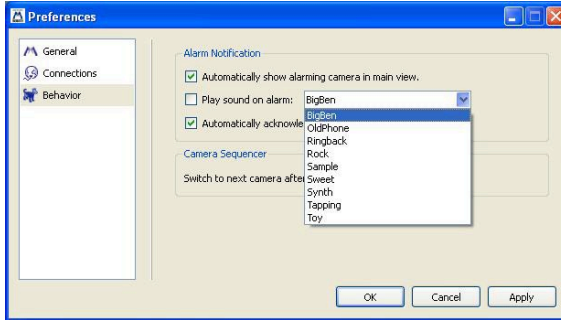 Preferences
General
Connections
Behavior
Alarm Notification
Automatically show alarming camera in main view.
Play sound on alarm: BigBen
Automatically acknowle
BigBen
OldPhone
Ringback
Rock
Sample
Sweet
Synth
Tapping
Toy
Camera Sequencer
Switch to next camera after
OK Cancel Apply